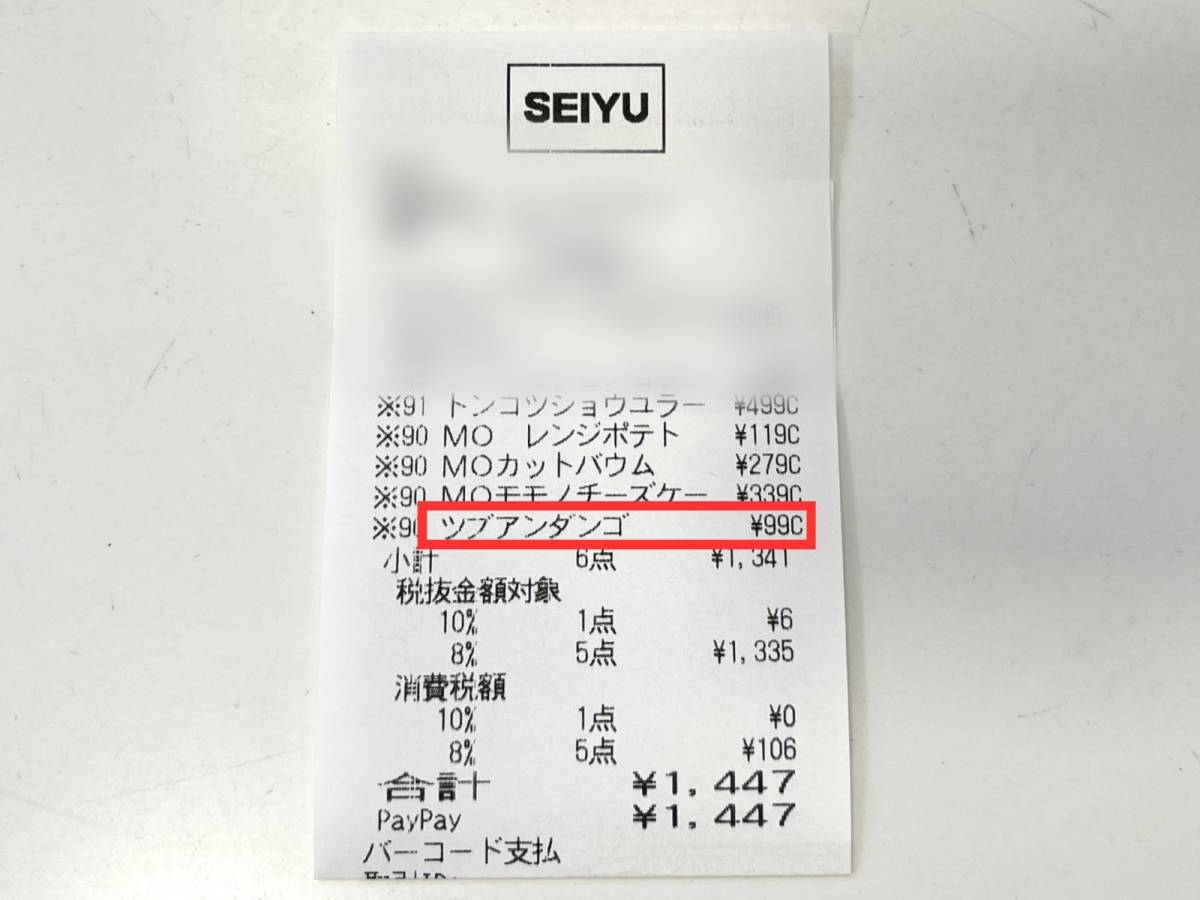 SEIYU
※91 トンコツショウユラー ¥499C
※90 MO レンジポテト ¥119C
※90 MOカットバウム ¥279C
※90 MOモモノチーズケー ¥339C
※90 ツブアンダンゴ ¥99C
小計 6点 ¥1,341
税抜金額対象
10% 1点 ¥6
8% 5点 ¥1,335
消費税額
10% 1点 ¥0
8% 5点 ¥106
合計 ¥1,447
PayPay ¥1,447
バーコード支払